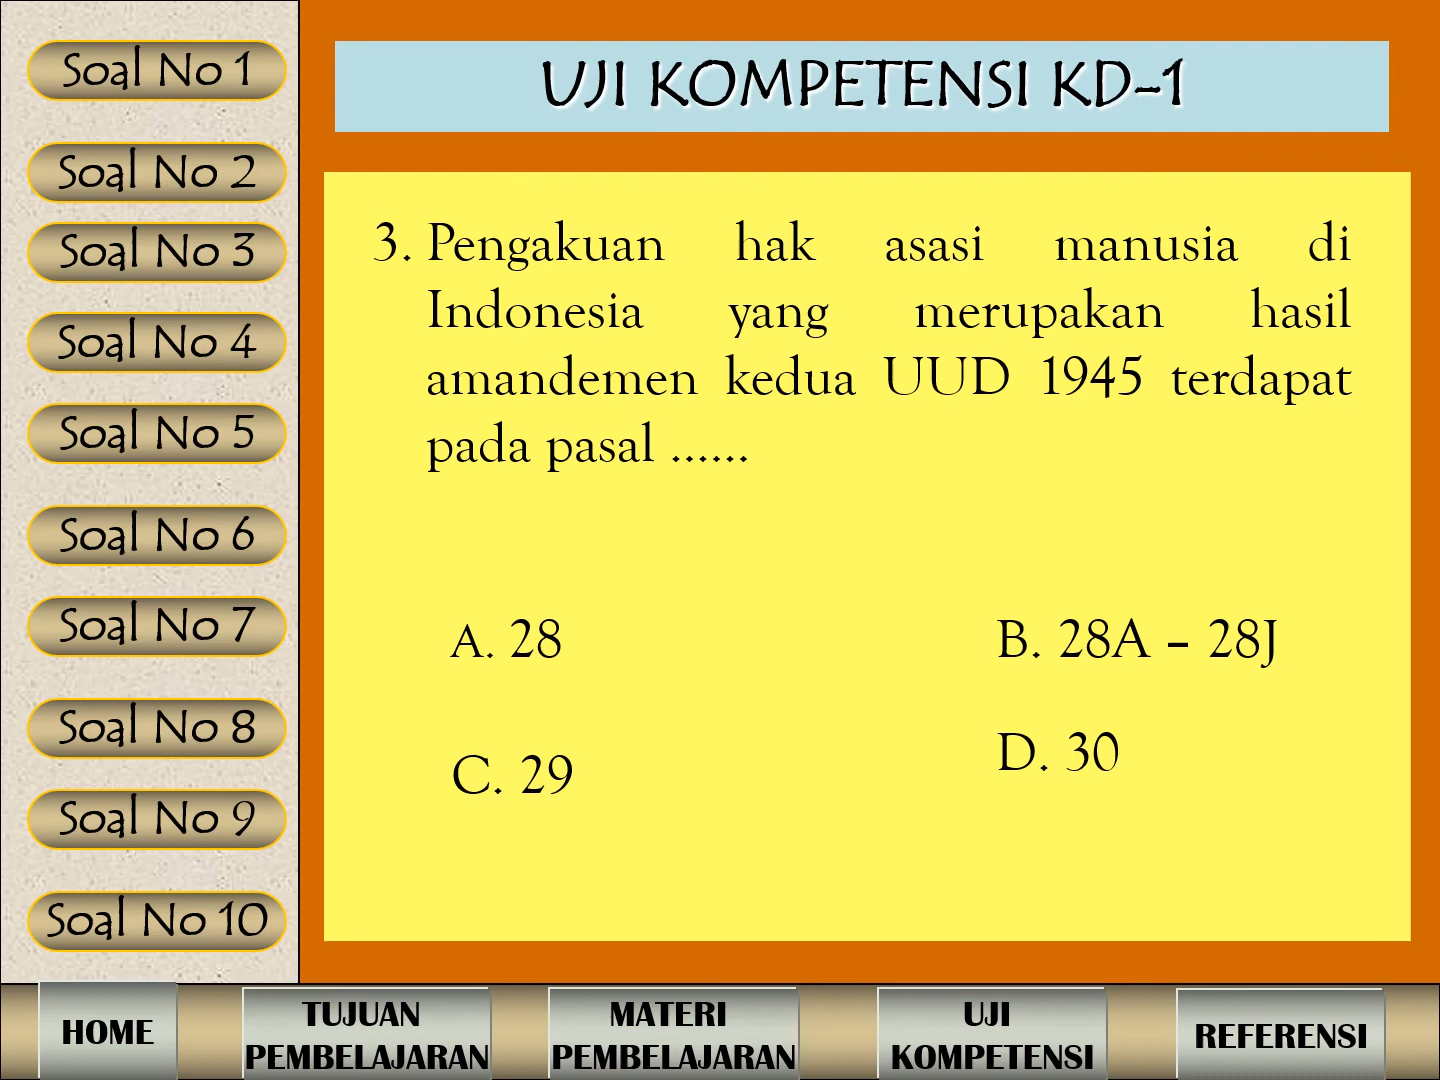 Soal No 1
Soal No 2
Soal No 3
Soal No 4
Soal No 5
Soal No 6
Soal No 7
Soal No 8
Soal No 9
Soal No 10
UJI KOMPETENSI KD-1
3. Pengakuan hak asasi manusia di
Indonesia yang merupakan hasil
amandemen kedua UUD 1945 terdapat
pada pasal ......
A. 28
B. 28A – 28J
C. 29
D. 30
HOME
TUJUAN
PEMBELAJARAN
MATERI
PEMBELAJARAN
UJI
KOMPETENSI
REFERENSI